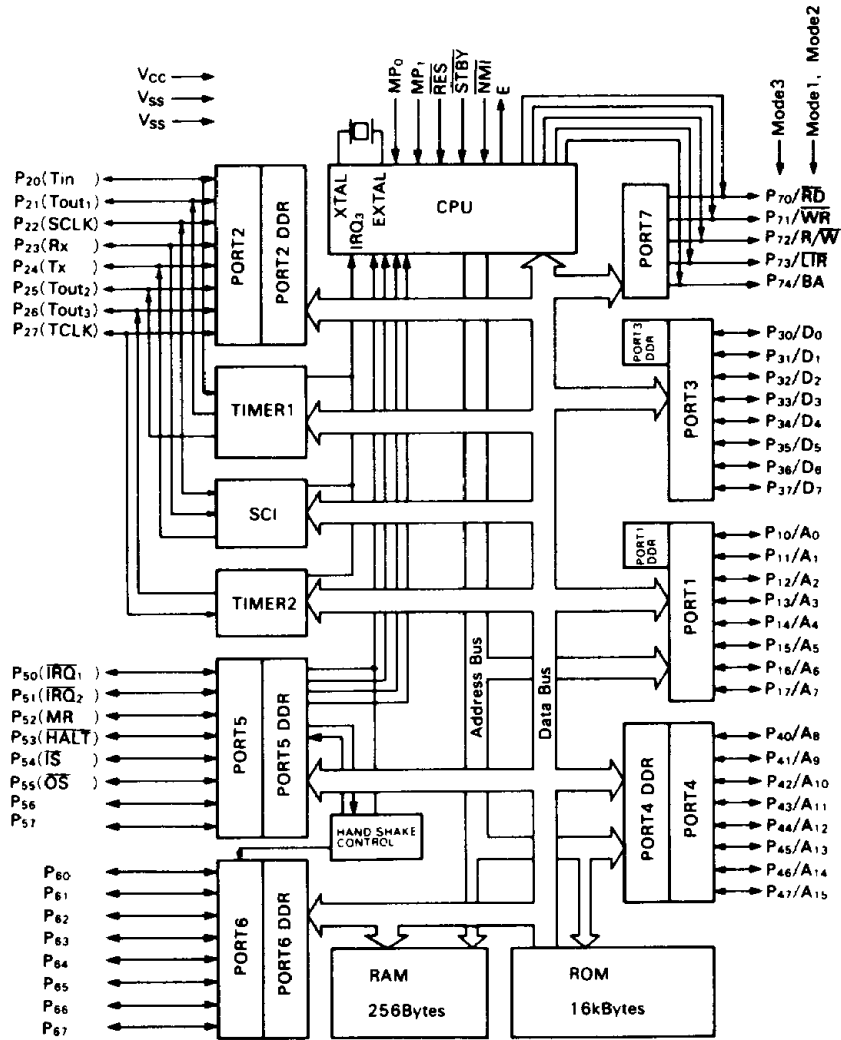 Mode3
Mode1, Mode2
VCC
VSS
VSS
MP0
MP1
RES
STBY
NMI
E
XTAL
IRQ3
EXTAL
CPU
P20(Tin )
P21(Tout1)
P22(SCLK)
P23(Rx )
P24(Tx )
P25(Tout2)
P26(Tout3)
P27(TCLK)
PORT2
PORT2 DDR
PORT7
P70/RD
P71/WR
P72/R/W
P73/LIR
P74/BA
TIMER1
SCI
TIMER2
PORT3 DDR
PORT3
P30/D0
P31/D1
P32/D2
P33/D3
P34/D4
P35/D5
P36/D6
P37/D7
PORT1 DDR
PORT1
P10/A0
P11/A1
P12/A2
P13/A3
P14/A4
P15/A5
P16/A6
P17/A7
Address Bus
Data Bus
P50(IRQ1)
P51(IRQ2)
P52(MR )
P53(HALT)
P54(IS )
P55(OS )
P56
P57
PORT5
PORT5 DDR
HAND SHAKE
CONTROL
PORT4 DDR
PORT4
P40/A8
P41/A9
P42/A10
P43/A11
P44/A12
P45/A13
P46/A14
P47/A15
P60
P61
P62
P63
P64
P65
P66
P67
PORT6
PORT6 DDR
RAM
256Bytes
ROM
16kBytes